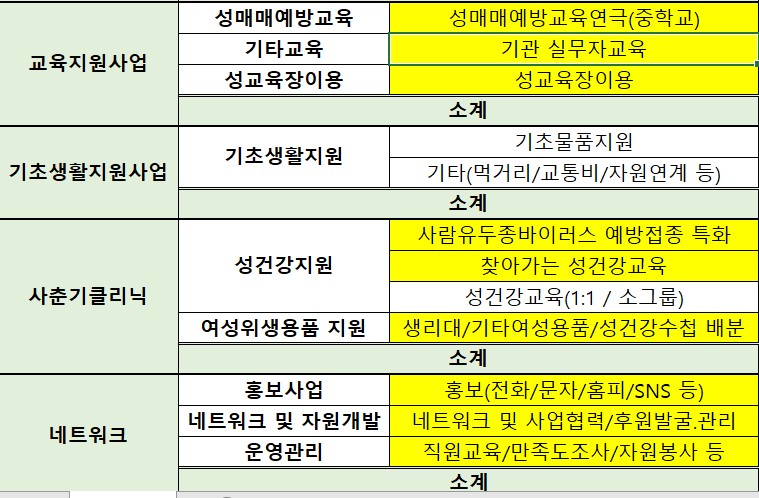 교육지원사업
성매매예방교육 성매매예방교육연극(중학교)
기타교육 기관 실무자교육
성교육장이용 성교육장이용
소계
기초생활지원사업
기초생활지원 기초물품지원
기타(먹거리/교통비/자원연계 등)
소계
사춘기클리닉
성건강지원 사람유두종바이러스 예방접종 특화
찾아가는 성건강교육
성건강교육(1:1 / 소그룹)
여성위생용품 지원 생리대/기타여성용품/성건강수첩 배분
소계
네트워크
홍보사업 홍보(전화/문자/홈피/SNS 등)
네트워크 및 자원개발 네트워크 및 사업협력/후원발굴.관리
운영관리 직원교육/만족도조사/자원봉사 등
소계